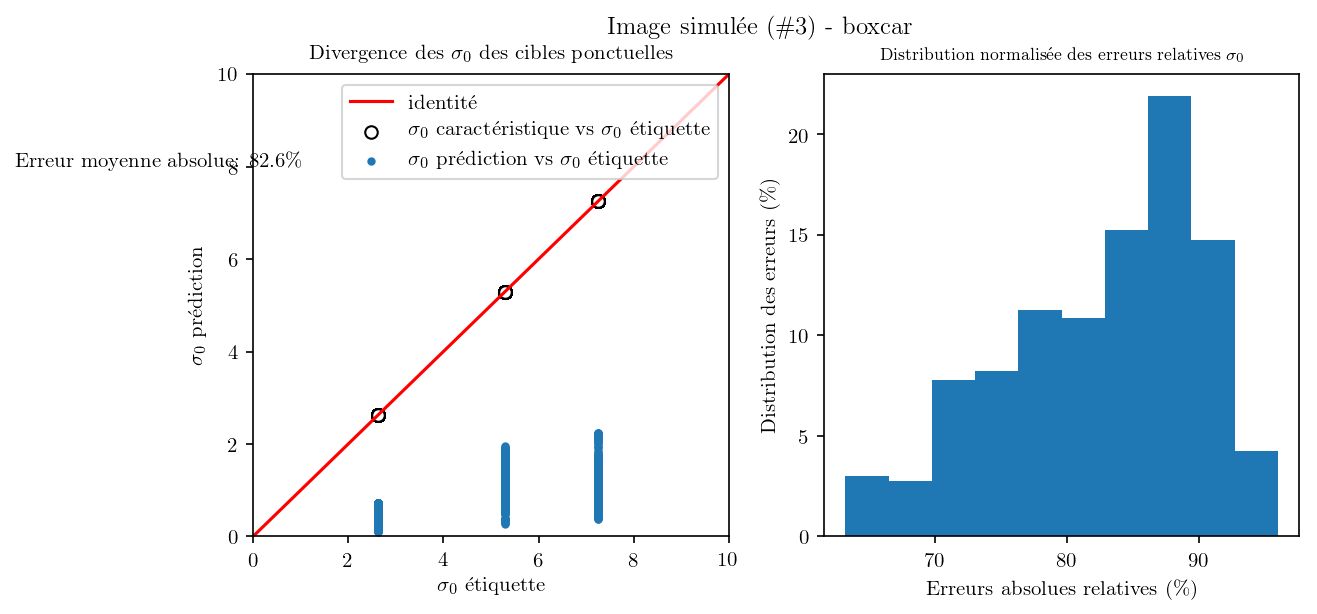 Image simulée (#3) - boxcar
Divergence des σ0 des cibles ponctuelles
identité
σ0 caractéristique vs σ0 étiquette
σ0 prédiction vs σ0 étiquette
Erreur moyenne absolue: 82.6%
10
8
6
4
2
0
σ0 prédiction
0 2 4 6 8 10
σ0 étiquette
Distribution normalisée des erreurs relatives σ0
20
15
10
5
0
Distribution des erreurs (%)
70 80 90
Erreurs absolues relatives (%)